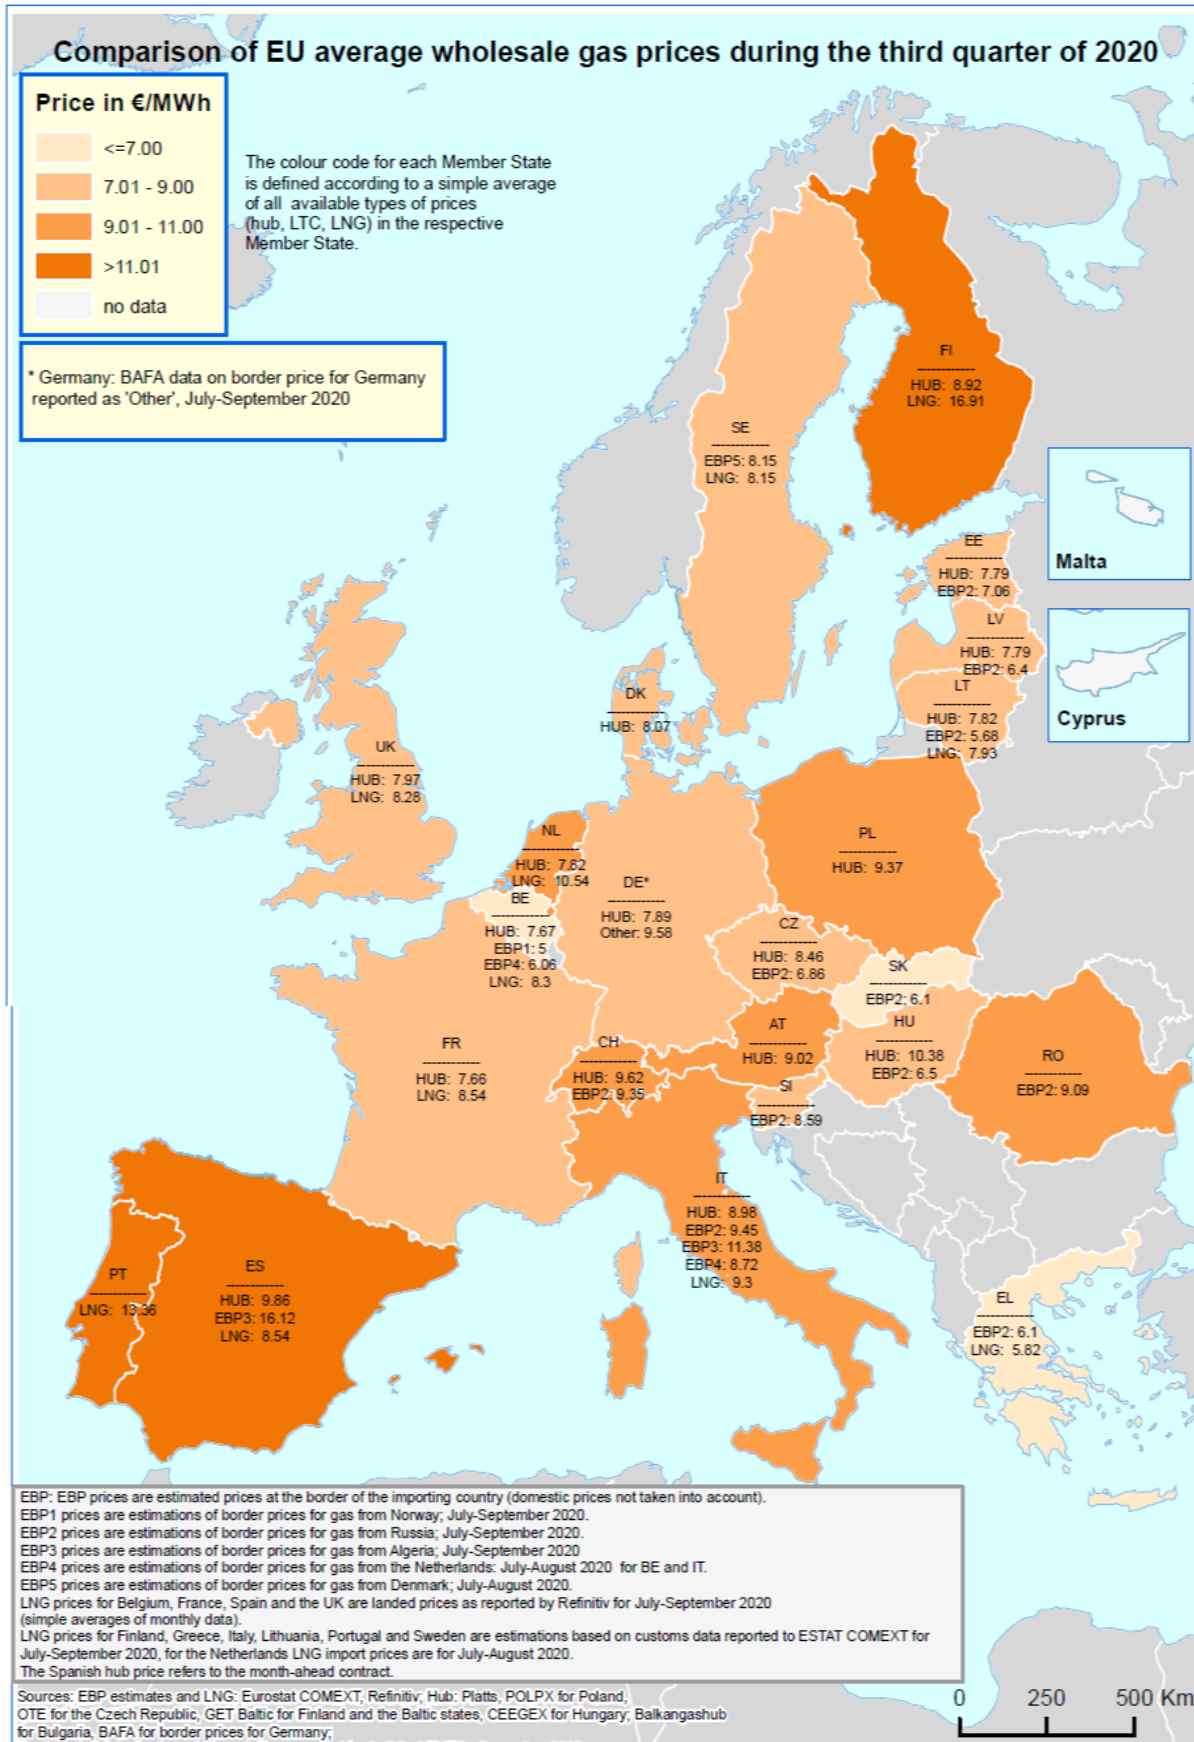 Comparison of EU average wholesale gas prices during the third quarter of 2020
Price in €/MWh
<=7.00
7.01 - 9.00
9.01 - 11.00
>11.01
no data
The colour code for each Member State
is defined according to a simple average
of all available types of prices
(hub, LTC, LNG) in the respective
Member State.
* Germany: BAFA data on border price for Germany
reported as 'Other', July-September 2020
FI
------------
HUB: 8.92
LNG: 16.91
SE
------------
EBP5: 8.15
LNG: 8.15
Malta
EE
------------
HUB: 7.79
EBP2: 7.06
LV
------------
HUB: 7.79
EBP2: 6.4
LT
------------
HUB: 7.82
EBP2: 5.68
LNG: 7.93
Cyprus
DK
------------
HUB: 8.07
UK
------------
HUB: 7.97
LNG: 8.28
NL
------------
HUB: 7.82
LNG: 10.54
PL
------------
HUB: 9.37
BE
------------
HUB: 7.67
EBP1: 5
EBP4: 6.06
LNG: 8.3
DE*
------------
HUB: 7.89
Other: 9.58
CZ
------------
HUB: 8.46
EBP2: 6.86
SK
------------
EBP2: 6.1
FR
------------
HUB: 7.66
LNG: 8.54
CH
------------
HUB: 9.62
EBP2: 9.35
AT
------------
HUB: 9.02
HU
------------
HUB: 10.38
EBP2: 6.5
RO
------------
EBP2: 9.09
SI
------------
EBP2: 8.59
IT
------------
HUB: 8.98
EBP2: 9.45
EBP3: 11.38
EBP4: 8.72
LNG: 9.3
PT
------------
LNG: 13.36
ES
------------
HUB: 9.86
EBP3: 16.12
LNG: 8.54
EL
------------
EBP2: 6.1
LNG: 5.82
EBP: EBP prices are estimated prices at the border of the importing country (domestic prices not taken into account).
EBP1 prices are estimations of border prices for gas from Norway; July-September 2020.
EBP2 prices are estimations of border prices for gas from Russia; July-September 2020.
EBP3 prices are estimations of border prices for gas from Algeria; July-September 2020
EBP4 prices are estimations of border prices for gas from the Netherlands: July-August 2020 for BE and IT.
EBP5 prices are estimations of border prices for gas from Denmark; July-August 2020.
LNG prices for Belgium, France, Spain and the UK are landed prices as reported by Refinitiv for July-September 2020
(simple averages of monthly data).
LNG prices for Finland, Greece, Italy, Lithuania, Portugal and Sweden are estimations based on customs data reported to ESTAT COMEXT for
July-September 2020, for the Netherlands LNG import prices are for July-August 2020.
The Spanish hub price refers to the month-ahead contract.
Sources: EBP estimates and LNG: Eurostat COMEXT, Refinitiv; Hub: Platts, POLPX for Poland,
OTE for the Czech Republic, GET Baltic for Finland and the Baltic states, CEEGEX for Hungary; Balkangashub
for Bulgaria, BAFA for border prices for Germany;
0 250 500 Km